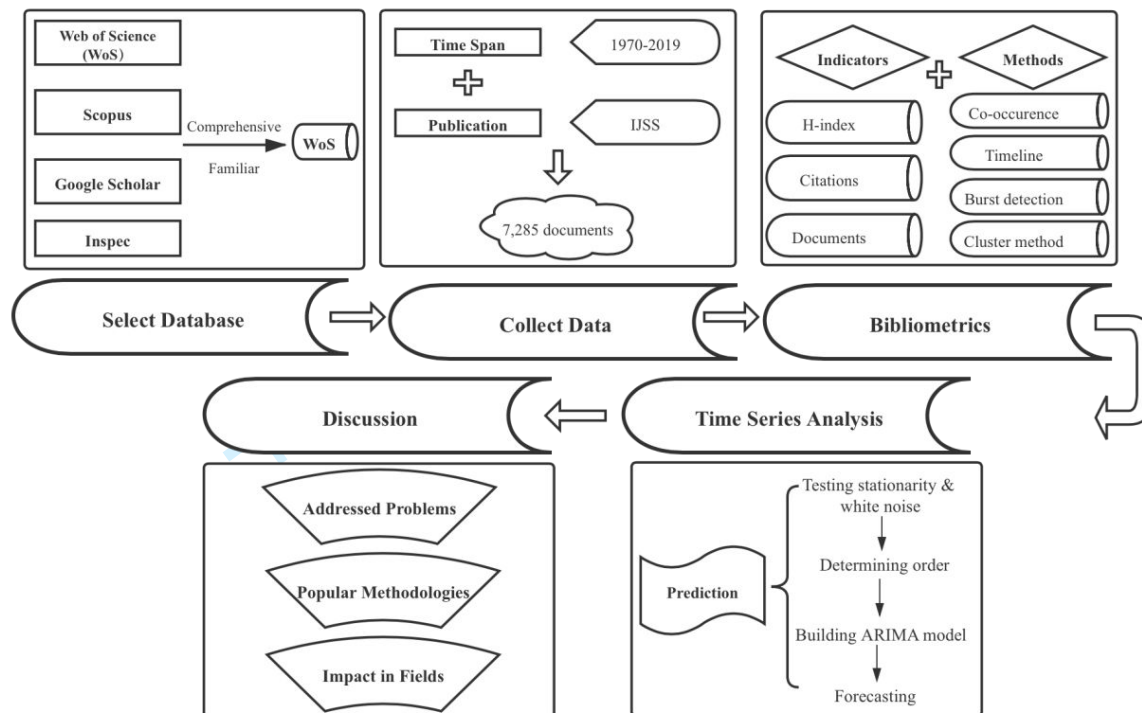 Web of Science
(WoS)
Scopus
Google Scholar
Inspec
Comprehensive
Familiar
WoS
Time Span
1970-2019
Publication
IJSS
7,285 documents
Indicators
Methods
H-index
Citations
Documents
Co-occurence
Timeline
Burst detection
Cluster method
Select Database
Collect Data
Bibliometrics
Discussion
Time Series Analysis
Addressed Problems
Popular Methodologies
Impact in Fields
Prediction
Testing stationarity &
white noise
Determining order
Building ARIMA model
Forecasting